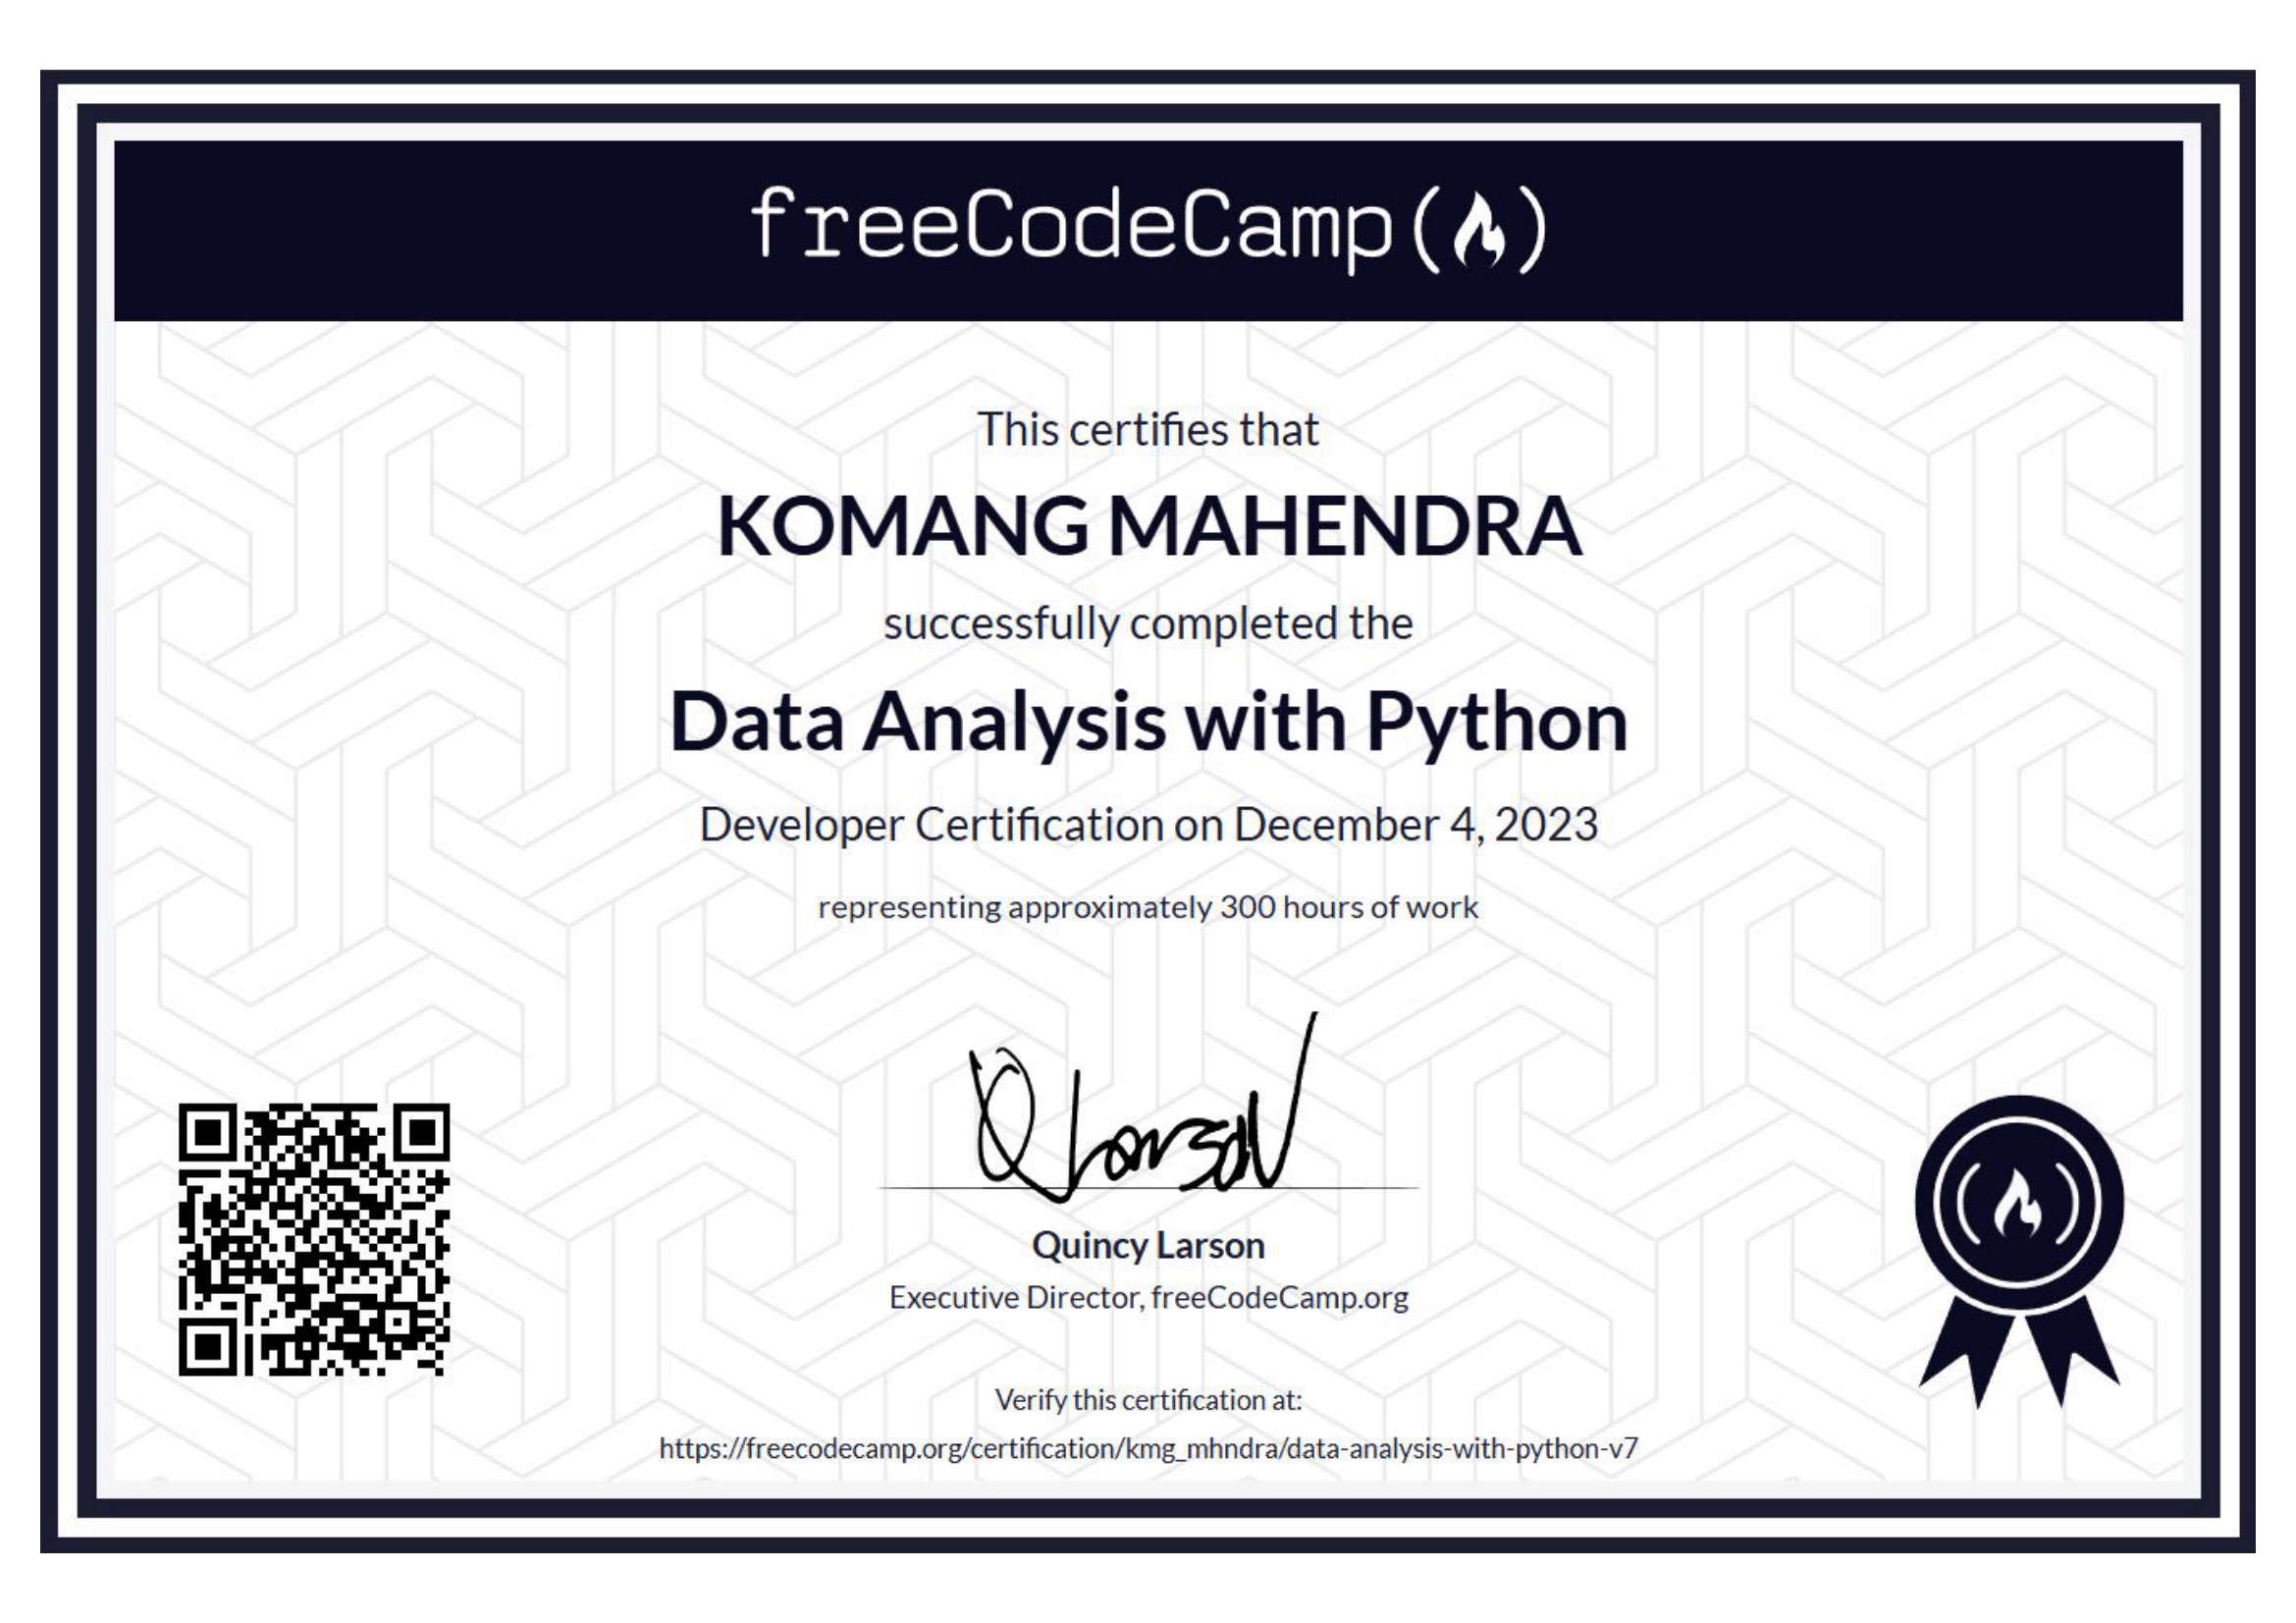 freeCodeCamp
This certifies that
KOMANG MAHENDRA
successfully completed the
Data Analysis with Python
Developer Certification on December 4, 2023
representing approximately 300 hours of work
Q Larson
Quincy Larson
Executive Director, freeCodeCamp.org
Verify this certification at:
https://freecodecamp.org/certification/kmg_mhndra/data-analysis-with-python-v7